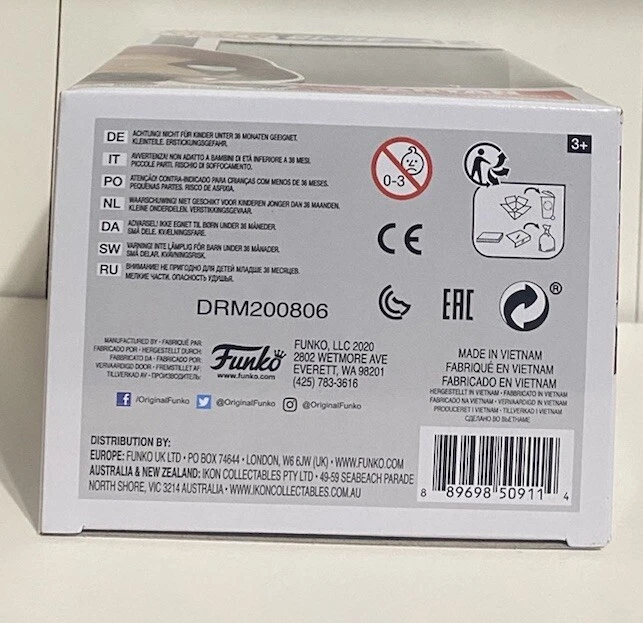 DE ACHTUNG! NICHT FÜR KINDER UNTER 36 MONATEN GEEIGNET.
KLEINTEILE. ERSTICKUNGSGEFAHR.
IT AVVERTENZA! NON ADATTO A BAMBINI DI ETÀ INFERIORE A 36 MESI.
PICCOLE PARTI. RISCHIO DI SOFFOCAMENTO.
PO ATENÇÃO! CONTRA-INDICADO PARA CRIANÇAS COM MENOS DE 36 MESES.
PEQUENAS PARTES. RISCO DE ASFIXIA.
NL WAARSCHUWING! NIET GESCHIKT VOOR KINDEREN JONGER DAN 36 MAANDEN.
KLEINE ONDERDELEN. VERSTIKKINGSGEVAAR.
DA ADVARSEL! IKKE EGNET TIL BØRN UNDER 36 MÅNEDER.
SMÅ DELE. KVÆLNINGSFARE.
SW VARNING! INTE LÄMPLIG FÖR BARN UNDER 36 MÅNADER.
SMÅ DELAR. KVÄVNINGSRISK.
RU ВНИМАНИЕ! НЕ ПРИГОДНО ДЛЯ ДЕТЕЙ МЛАДШЕ 36 МЕСЯЦЕВ.
МЕЛКИЕ ЧАСТИ. ОПАСНОСТЬ УДУШЬЯ.
0-3
3+
CE
DRM200806
EAC
®
MANUFACTURED BY • FABRIQUÉ PAR
FABRICADO POR • HERGESTELLT DURCH
FABBRICATO DA • FABRICADO POR
VERVAARDIGD DOOR • FREMSTILLET AF
TILLVERKAD AV • ПРОИЗВОДИТЕЛЬ:
Funko
www.funko.com
FUNKO, LLC 2020
2802 WETMORE AVE
EVERETT, WA 98201
(425) 783-3616
f /OriginalFunko @OriginalFunko @OriginalFunko
MADE IN VIETNAM
FABRIQUÉ EN VIETNAM
FABRICADO EN VIETNAM
HERGESTELLT IN VIETNAM • FABBRICATO IN VIETNAM
FABRICADO NA VIETNAM • VERVAARDIGD IN VIETNAM
PRODUCERET I VIETNAM • TILLVERKAD I VIETNAM
СДЕЛАНО ВО ВЬЕТНАМЕ
DISTRIBUTION BY:
EUROPE: FUNKO UK LTD • PO BOX 74644 • LONDON, W6 6JW (UK) • WWW.FUNKO.COM
AUSTRALIA & NEW ZEALAND: IKON COLLECTABLES PTY LTD • 49-59 SEABEACH PARADE
NORTH SHORE, VIC 3214 AUSTRALIA • WWW.IKONCOLLECTABLES.COM.AU
8 89698 50911 4